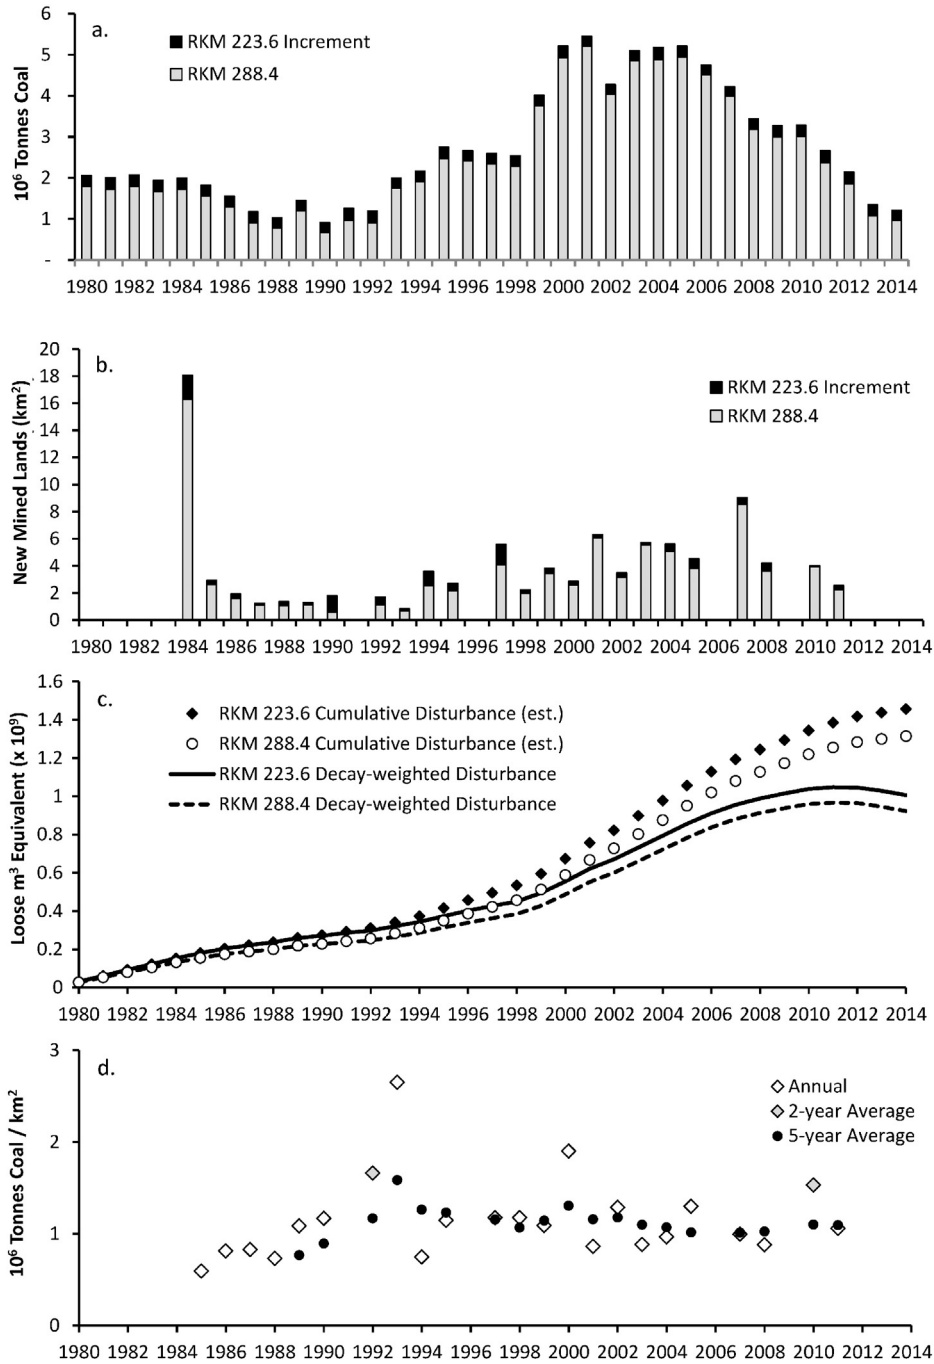 a.
RKM 223.6 Increment
RKM 288.4
10⁶ Tonnes Coal
6
5
4
3
2
1
-
1980 1982 1984 1986 1988 1990 1992 1994 1996 1998 2000 2002 2004 2006 2008 2010 2012 2014
b.
RKM 223.6 Increment
RKM 288.4
New Mined Lands (km²)
20
18
16
14
12
10
8
6
4
2
0
1980 1982 1984 1986 1988 1990 1992 1994 1996 1998 2000 2002 2004 2006 2008 2010 2012 2014
c.
RKM 223.6 Cumulative Disturbance (est.)
RKM 288.4 Cumulative Disturbance (est.)
RKM 223.6 Decay-weighted Disturbance
RKM 288.4 Decay-weighted Disturbance
Loose m³ Equivalent (x 10⁹)
1.6
1.4
1.2
1
0.8
0.6
0.4
0.2
0
1980 1982 1984 1986 1988 1990 1992 1994 1996 1998 2000 2002 2004 2006 2008 2010 2012 2014
d.
Annual
2-year Average
5-year Average
10⁶ Tonnes Coal / km²
3
2
1
0
1980 1982 1984 1986 1988 1990 1992 1994 1996 1998 2000 2002 2004 2006 2008 2010 2012 2014